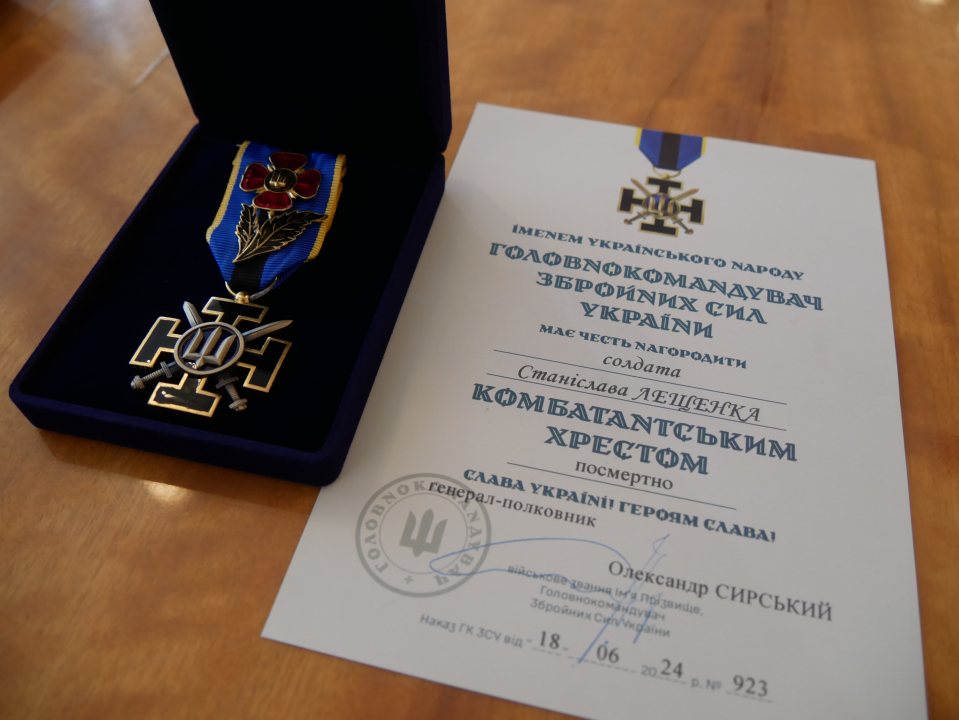 ІМЕНЕМ УКРАЇНСЬКОГО НАРОДУ
ГОЛОВНОКОМАНДУВАЧ
ЗБРОЙНИХ СИЛ
УКРАЇНИ
МАЄ ЧЕСТЬ НАГОРОДИТИ
солдата
Станіслава ЛЕЩЕНКА
КОМБАТАНТСЬКИМ
ХРЕСТОМ
посмертно
СЛАВА УКРАЇНІ! ГЕРОЯМ СЛАВА!
генерал-полковник
ГОЛОВНОКОМАНДУВАЧ
Олександр СИРСЬКИЙ
військове звання Ім'я Прізвище,
Головнокомандувач
Збройних Сил України
Наказ ГК ЗСУ від - 18 - 06 2024 р. № 923